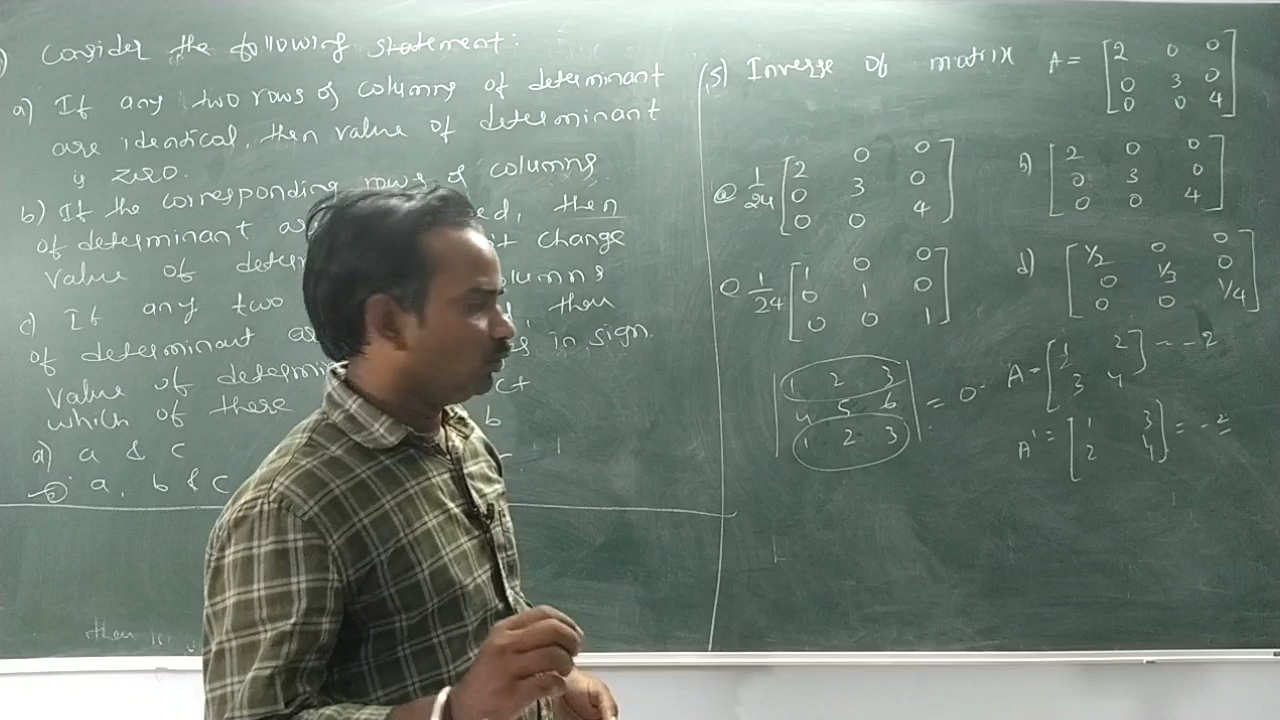 ) Consider the following statement:
a) If any two rows of columns of determinant
are identical, then value of determinant
is zero.
b) If the corresponding rows of columns
of determinant ed, then
value of deter it change
c) If any two olumns
of determinant then
value of determin s in sign.
which of these ct
a) a & c b
a, b & c
then
(5) Inverse of matrix A = [2 0 0
0 3 0
0 0 4]
@ 1/24 [2 0 0
0 3 0
0 0 4]
b) [2 0 0
0 3 0
0 0 4]
© 1/24 [1 0 0
0 1 0
0 0 1]
d) [1/2 0 0
0 1/3 0
0 0 1/4]
|1 2 3
4 5 6
1 2 3| = 0.
A = [1 2
3 4] - -2
A' = [1 3
2 4] = -2